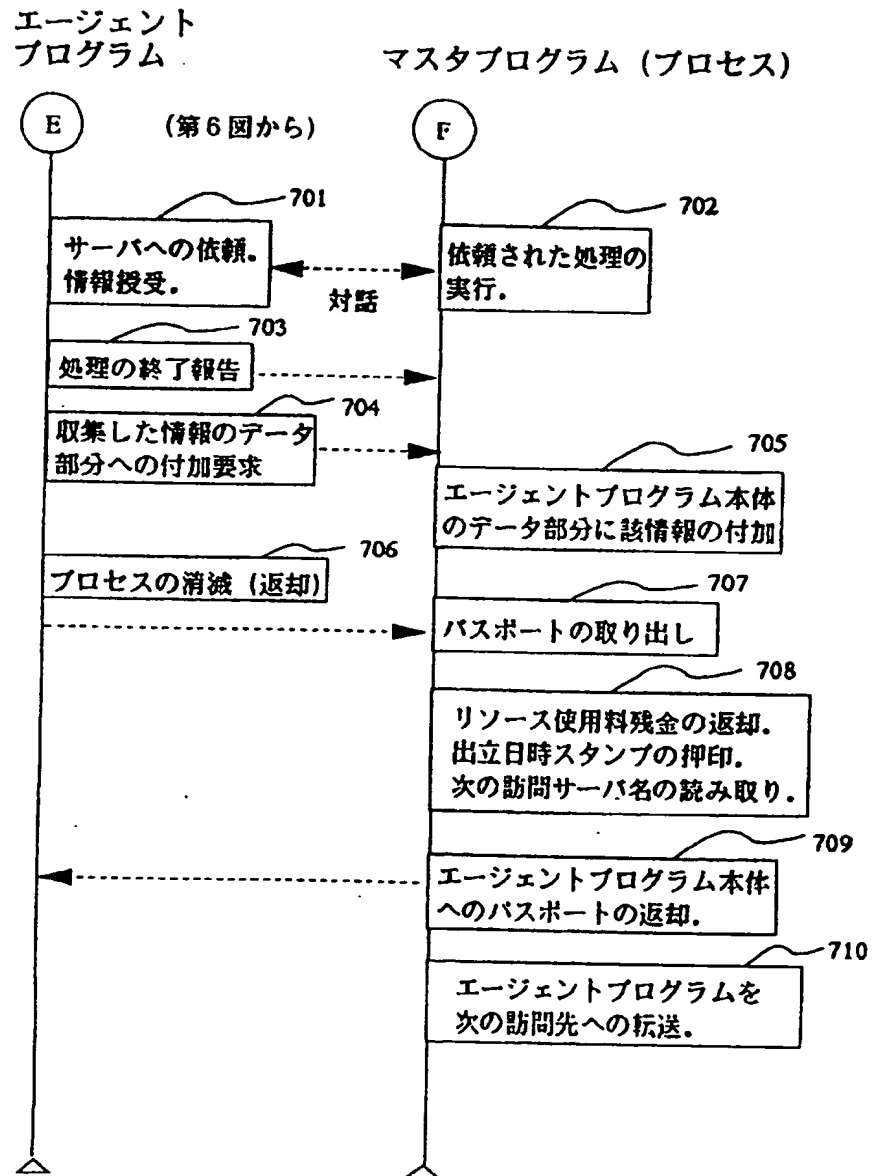 エージェント
プログラム
マスタプログラム (プロセス)
E
(第6図から)
F
701
702
サーバへの依頼.
情報授受.
対話
依頼された処理の
実行.
703
処理の終了報告
704
収集した情報のデータ
部分への付加要求
705
エージェントプログラム本体
のデータ部分に該情報の付加
706
プロセスの消滅 (返却)
707
パスポートの取り出し
708
リソース使用料残金の返却.
出立日時スタンプの押印.
次の訪問サーバ名の読み取り.
709
エージェントプログラム本体
へのパスポートの返却.
710
エージェントプログラムを
次の訪問先への転送.